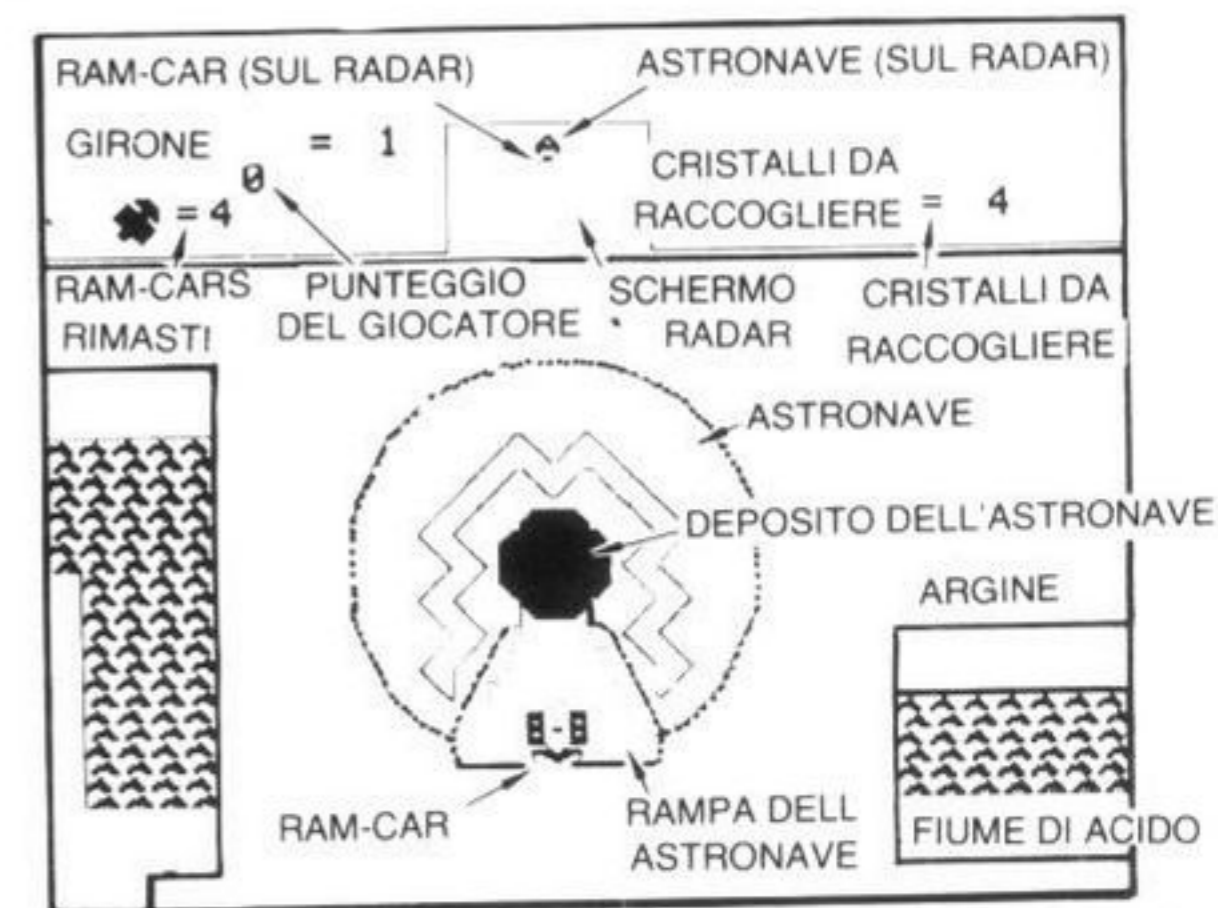 RAM-CAR (SUL RADAR)
ASTRONAVE (SUL RADAR)
GIRONE = 1
0
= 4
CRISTALLI DA
RACCOGLIERE = 4
RAM-CARS
RIMASTI
PUNTEGGIO
DEL GIOCATORE
SCHERMO
RADAR
CRISTALLI DA
RACCOGLIERE
ASTRONAVE
DEPOSITO DELL'ASTRONAVE
ARGINE
RAM-CAR
RAMPA DELL
ASTRONAVE
FIUME DI ACIDO